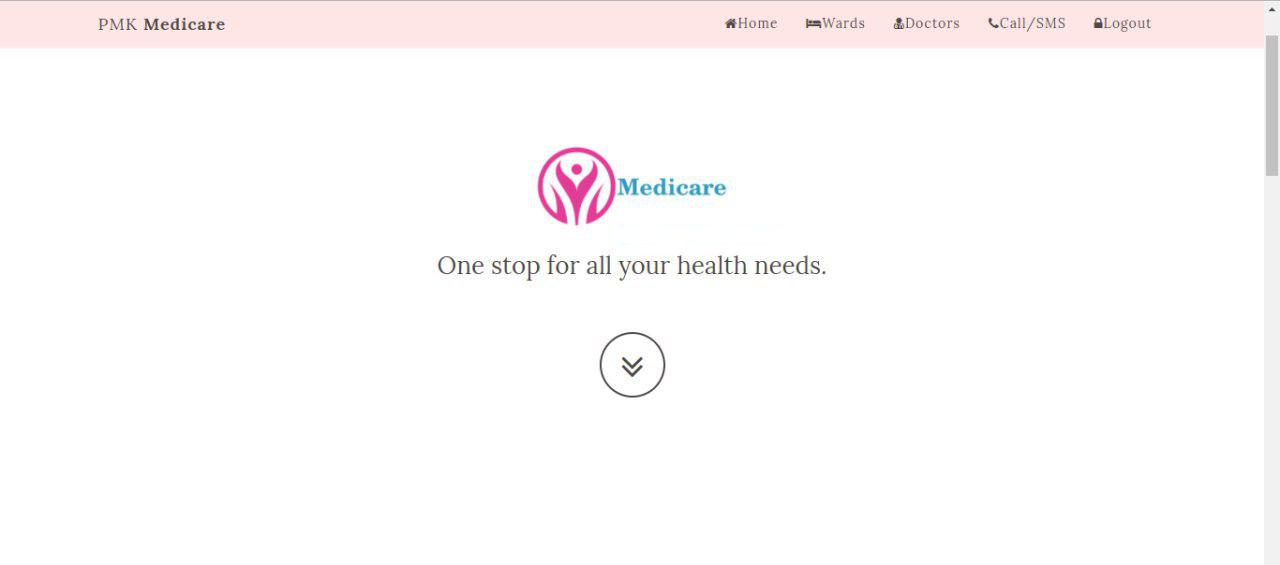 PMK Medicare
Home Wards Doctors Call/SMS Logout
Medicare
One stop for all your health needs.